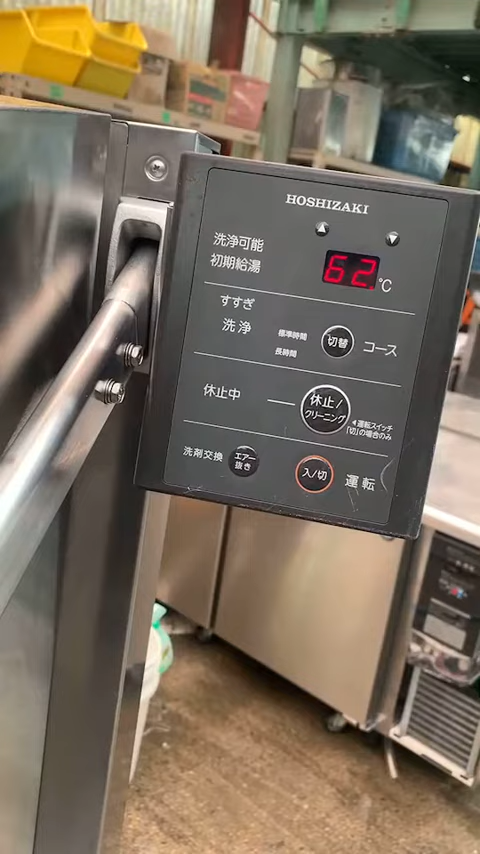 HOSHIZAKI
▲ ▼
洗浄可能
初期給湯
62 ℃
すすぎ
洗浄
標準時間
長時間
切替 コース
休止中
休止/
クリーニング
◀運転スイッチ
「切」の場合のみ
洗剤交換
エアー
抜き
入/切 運転